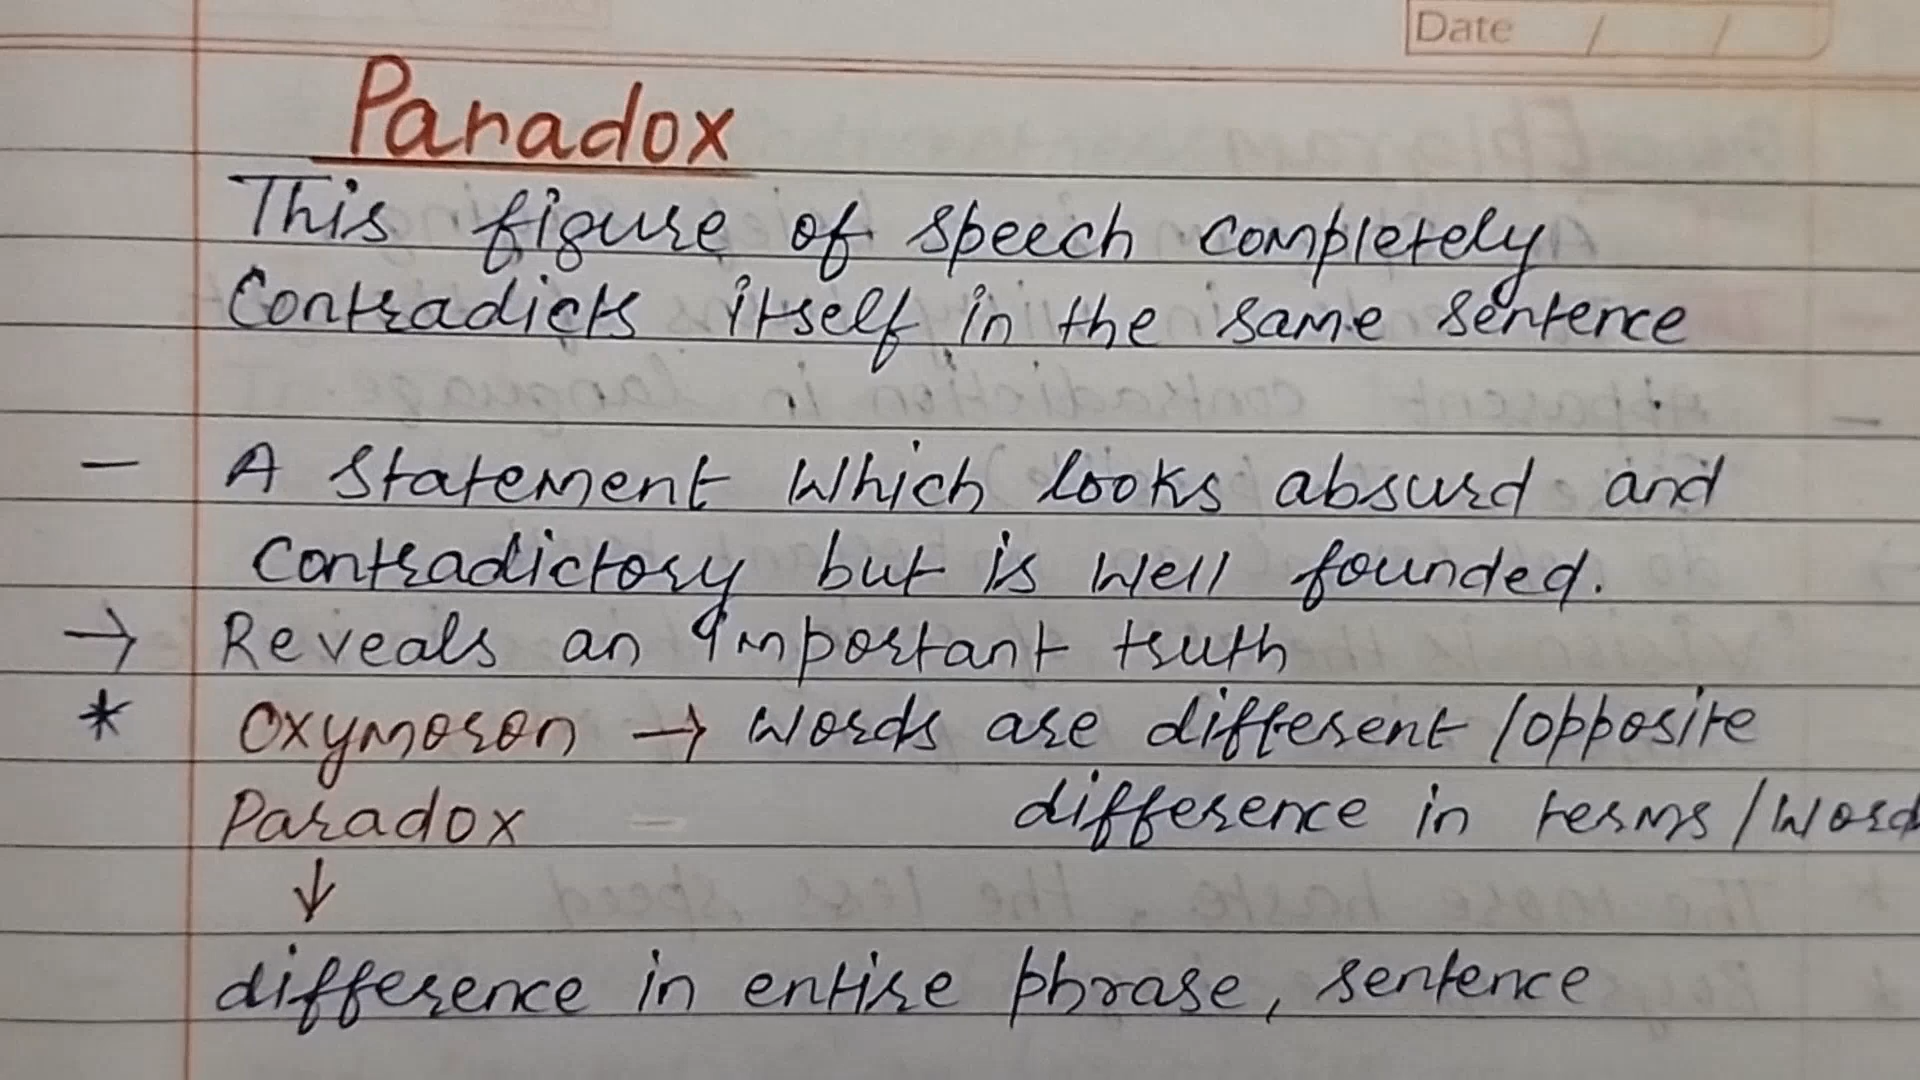 Date / /
Paradox
This figure of speech completely
Contradicts itself in the same sentence
- A Statement Which looks absurd and
Contradictory but is Well founded.
→ Reveals an important truth
* Oxymoron → Words are different / opposite
Paradox difference in terms / Word
↓
difference in entire phrase, sentence